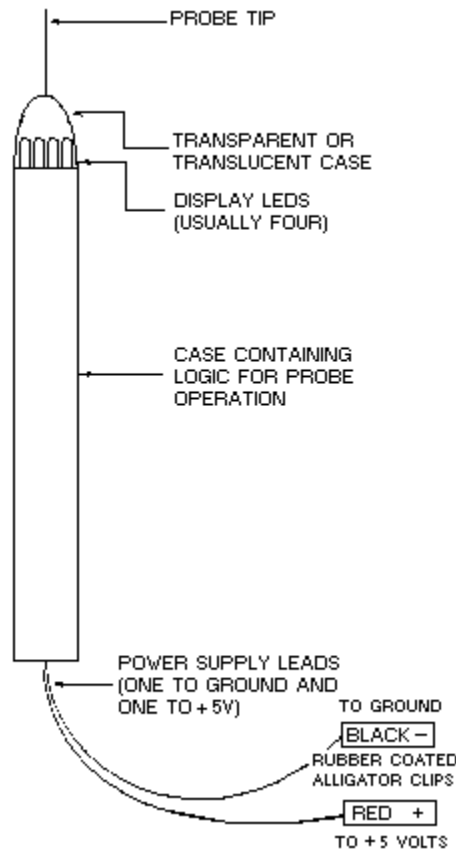 PROBE TIP
TRANSPARENT OR
TRANSLUCENT CASE
DISPLAY LEDS
(USUALLY FOUR)
CASE CONTAINING
LOGIC FOR PROBE
OPERATION
POWER SUPPLY LEADS
(ONE TO GROUND AND
ONE TO +5V)
TO GROUND
BLACK -
RUBBER COATED
ALLIGATOR CLIPS
RED +
TO +5 VOLTS